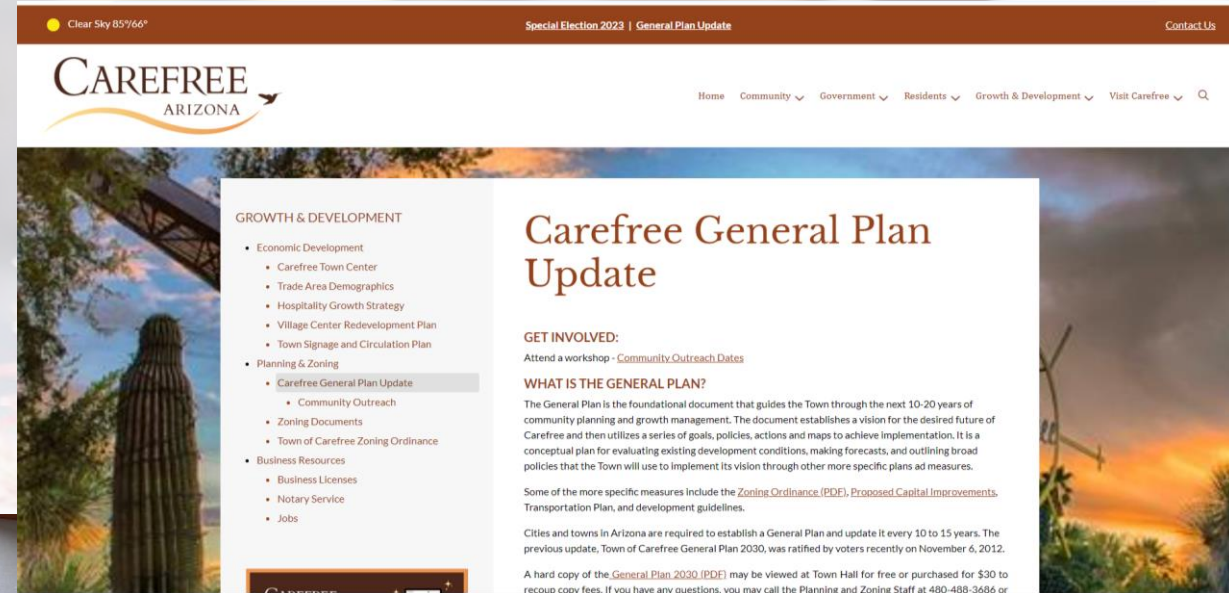 Clear Sky 85°/66°
Special Election 2023 | General Plan Update
Contact Us
CAREFREE
ARIZONA
Home Community Government Residents Growth & Development Visit Carefree
GROWTH & DEVELOPMENT
• Economic Development
• Carefree Town Center
• Trade Area Demographics
• Hospitality Growth Strategy
• Village Center Redevelopment Plan
• Town Signage and Circulation Plan
• Planning & Zoning
• Carefree General Plan Update
• Community Outreach
• Zoning Documents
• Town of Carefree Zoning Ordinance
• Business Resources
• Business Licenses
• Notary Service
• Jobs
CAREFREE
Carefree General Plan
Update
GET INVOLVED:
Attend a workshop - Community Outreach Dates
WHAT IS THE GENERAL PLAN?
The General Plan is the foundational document that guides the Town through the next 10-20 years of
community planning and growth management. The document establishes a vision for the desired future of
Carefree and then utilizes a series of goals, policies, actions and maps to achieve implementation. It is a
conceptual plan for evaluating existing development conditions, making forecasts, and outlining broad
policies that the Town will use to implement its vision through other more specific plans ad measures.
Some of the more specific measures include the Zoning Ordinance (PDF), Proposed Capital Improvements,
Transportation Plan, and development guidelines.
Cities and towns in Arizona are required to establish a General Plan and update it every 10 to 15 years. The
previous update, Town of Carefree General Plan 2030, was ratified by voters recently on November 6, 2012.
A hard copy of the General Plan 2030 (PDF) may be viewed at Town Hall for free or purchased for $30 to
recoup copy fees. If you have any questions, you may call the Planning and Zoning Staff at 480-488-3686 or